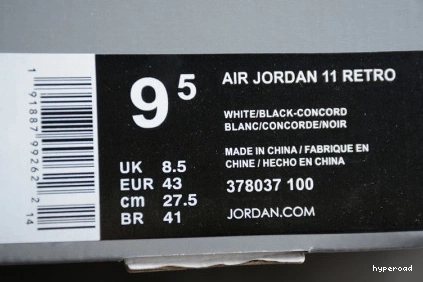 1 91887 99262 2 14
9 5
AIR JORDAN 11 RETRO
WHITE/BLACK-CONCORD
BLANC/CONCORDE/NOIR
MADE IN CHINA / FABRIQUE EN
CHINE / HECHO EN CHINA
UK 8.5
EUR 43
cm 27.5
BR 41
378037 100
JORDAN.COM
hyperoad